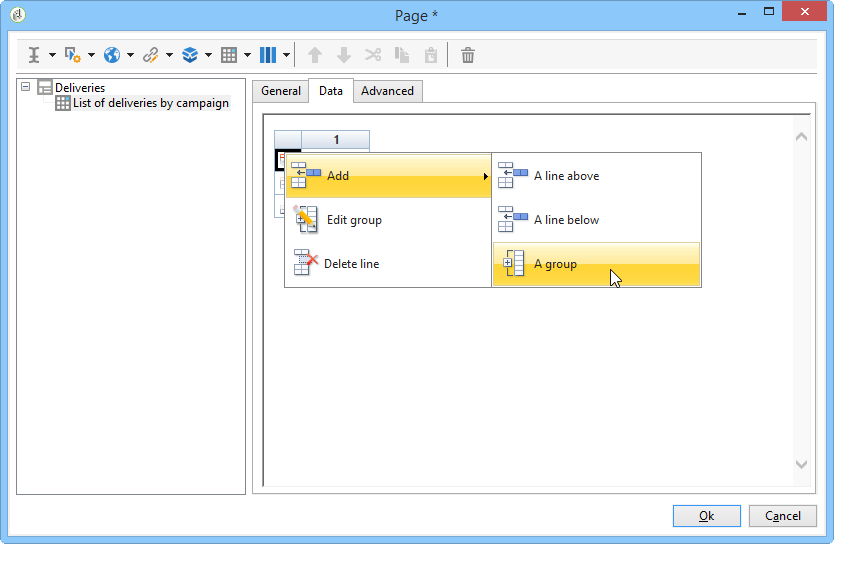 Page *
Deliveries
List of deliveries by campaign
General Data Advanced
1
Add
A line above
Edit group
A line below
Delete line
A group
Ok Cancel